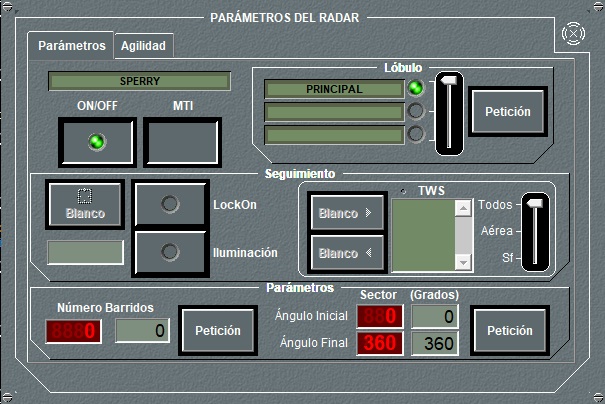 PARÁMETROS DEL RADAR
Parámetros Agilidad
SPERRY
ON/OFF MTI
Lóbulo
PRINCIPAL
Petición
Seguimiento
Blanco
LockOn
Iluminación
TWS
Blanco
Blanco
Todos
Aérea
Sf
Parámetros
Número Barridos
0 0
Petición
Sector (Grados)
Ángulo Inicial 0 0
Ángulo Final 360 360
Petición